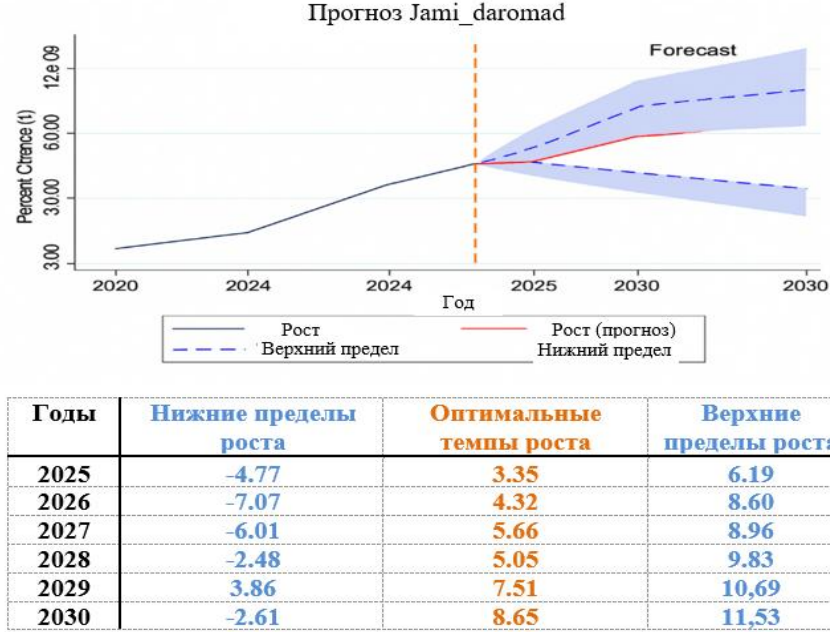 Прогноз Jami_daromad
Forecast
12.е 09
6.000
3.0.00
3.00
Percent Ctrence (1)
2020 2024 2024 2025 2030 2030
Год
Рост Рост (прогноз)
Верхний предел Нижний предел
Годы Нижние пределы роста Оптимальные темпы роста Верхние пределы роста
2025 -4.77 3.35 6.19
2026 -7.07 4.32 8.60
2027 -6.01 5.66 8.96
2028 -2.48 5.05 9.83
2029 3.86 7.51 10,69
2030 -2.61 8.65 11,53